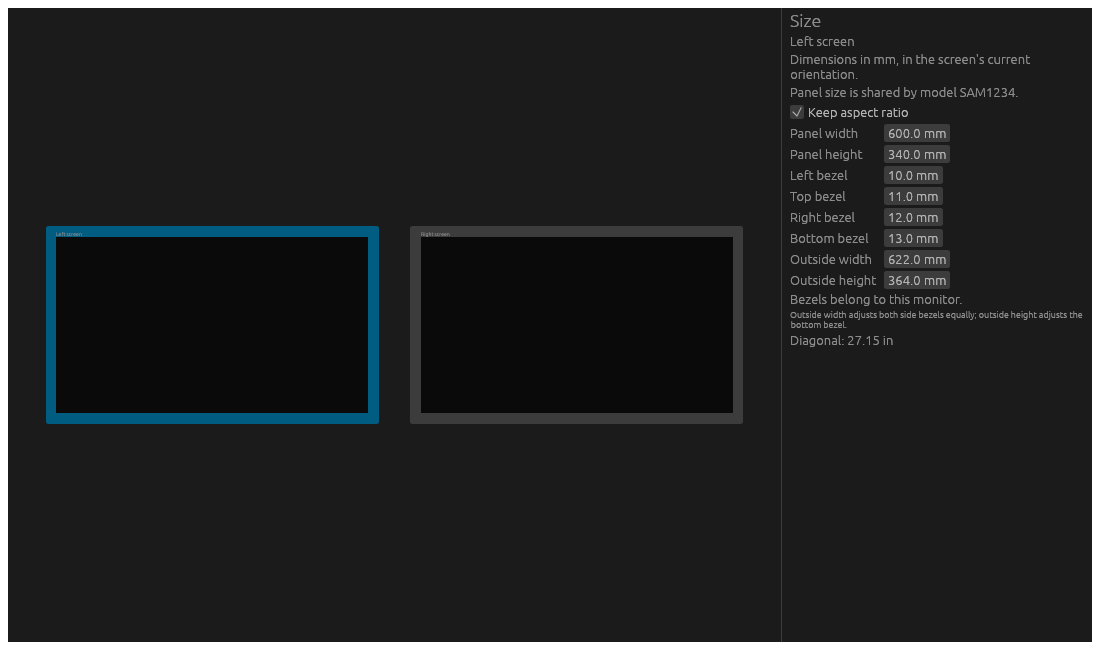 Size
Left screen
Dimensions in mm, in the screen's current
orientation.
Panel size is shared by model SAM1234.
Keep aspect ratio
Panel width 600.0 mm
Panel height 340.0 mm
Left bezel 10.0 mm
Top bezel 11.0 mm
Right bezel 12.0 mm
Bottom bezel 13.0 mm
Outside width 622.0 mm
Outside height 364.0 mm
Bezels belong to this monitor.
Outside width adjusts both side bezels equally; outside height adjusts the
bottom bezel.
Diagonal: 27.15 in
Left screen
Right screen